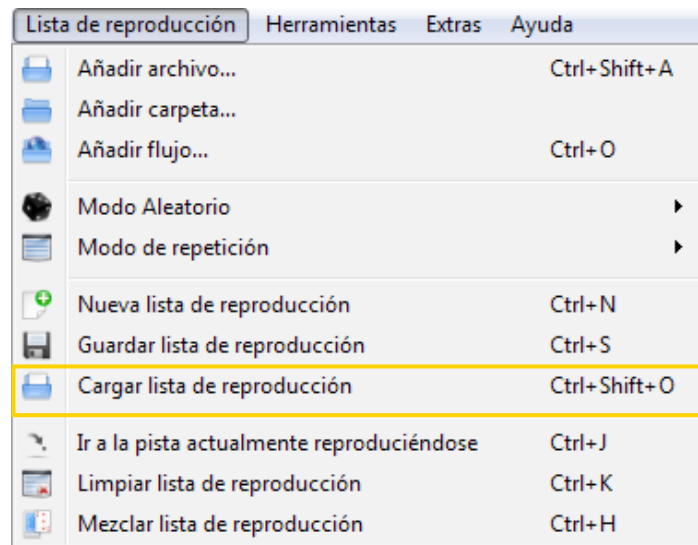 Lista de reproducción Herramientas Extras Ayuda
Añadir archivo... Ctrl+Shift+A
Añadir carpeta...
Añadir flujo... Ctrl+O
Modo Aleatorio
Modo de repetición
Nueva lista de reproducción Ctrl+N
Guardar lista de reproducción Ctrl+S
Cargar lista de reproducción Ctrl+Shift+O
Ir a la pista actualmente reproduciéndose Ctrl+J
Limpiar lista de reproducción Ctrl+K
Mezclar lista de reproducción Ctrl+H